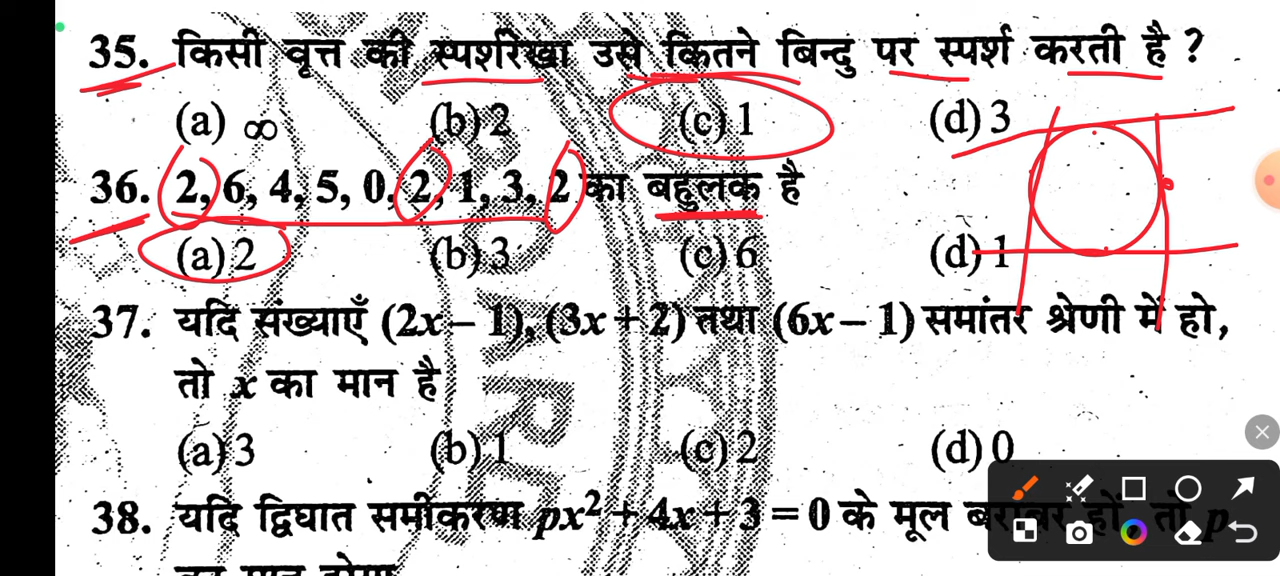 35. किसी वृत्त की स्पर्शरेखा उसे कितने बिन्दु पर स्पर्श करती है ?
(a) ∞ (b) 2 (c) 1 (d) 3
36. 2, 6, 4, 5, 0, 2, 1, 3, 2 का बहुलक है
(a) 2 (b) 3 (c) 6 (d) 1
37. यदि संख्याएँ (2x – 1), (3x + 2) तथा (6x – 1) समांतर श्रेणी में हो,
तो x का मान है
(a) 3 (b) 1 (c) 2 (d) 0
38. यदि द्विघात समीकरण px² + 4x + 3 = 0 के मूल बराबर हों, तो p